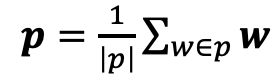 p = 1/|p| ∑w∈p w